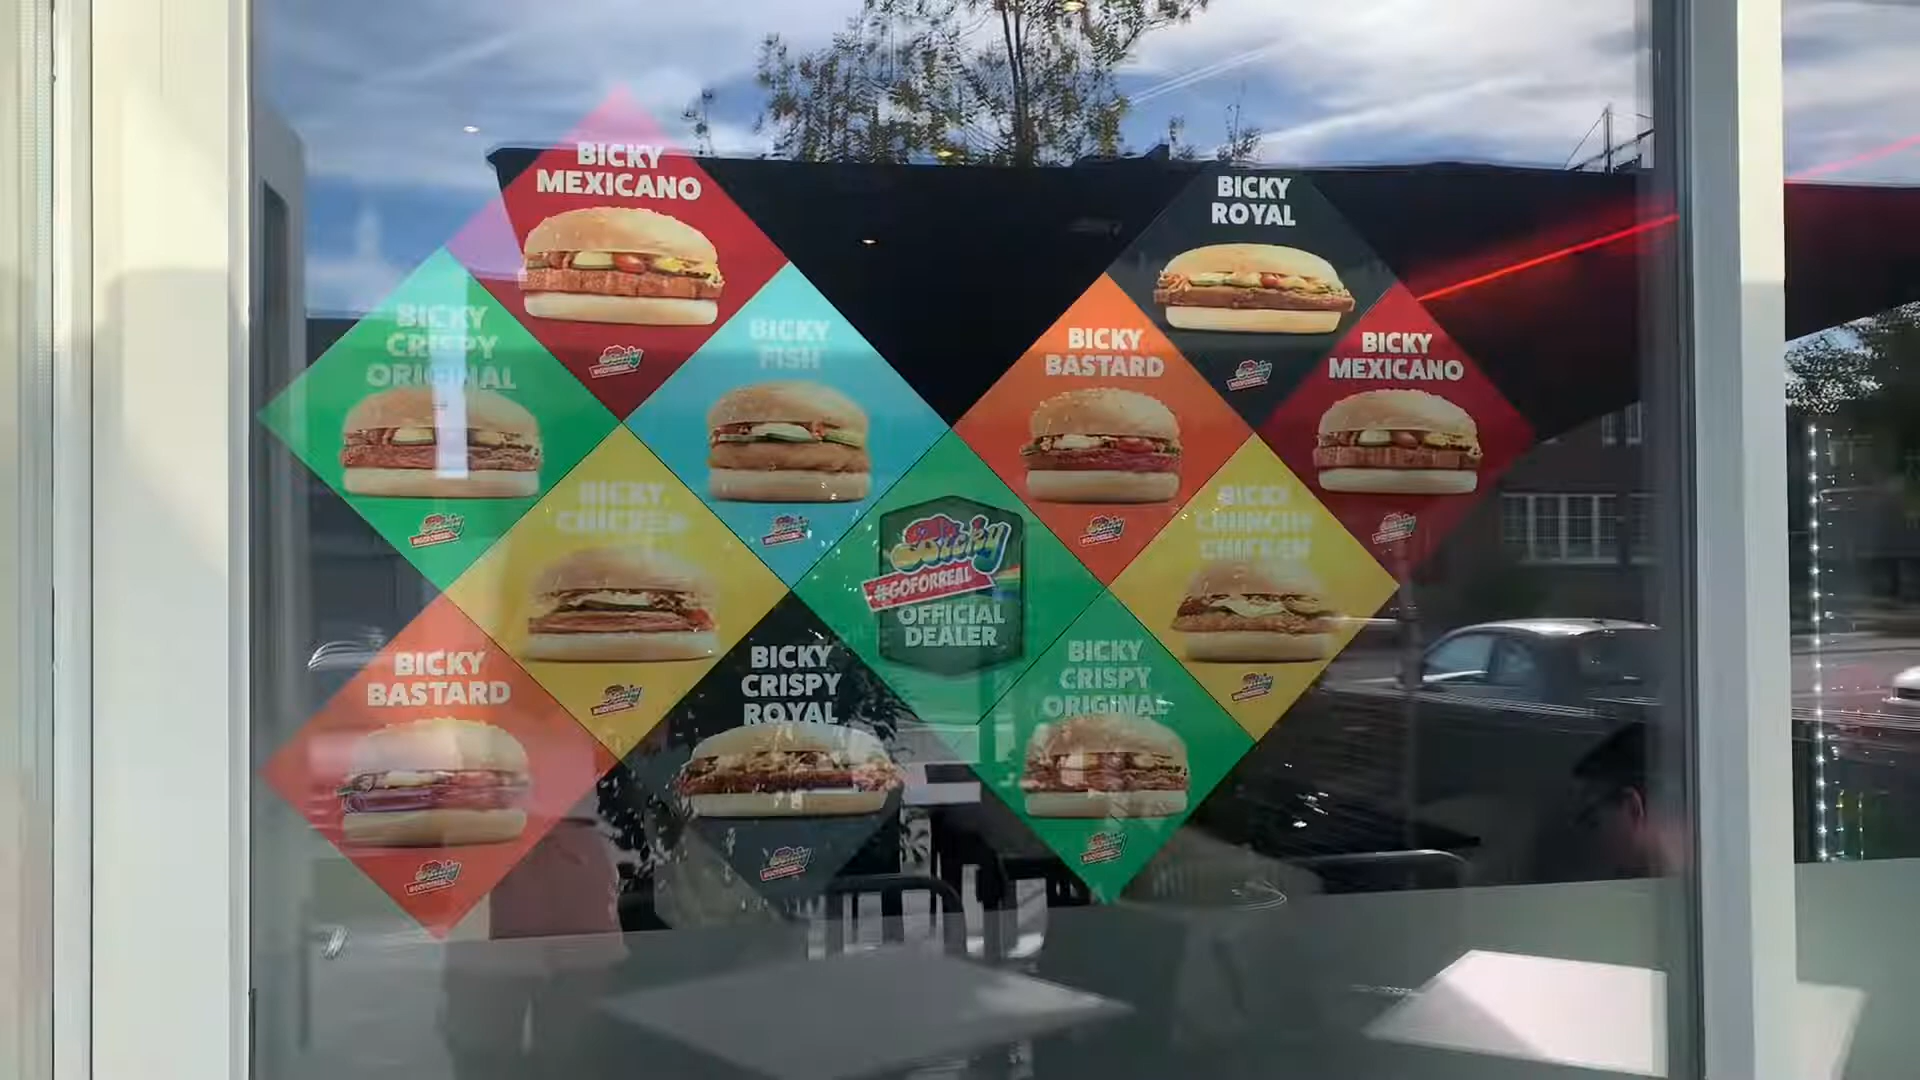 BICKY
MEXICANO
BICKY
ROYAL
BICKY
CRISPY
ORIGINAL
BICKY
FISH
BICKY
BASTARD
BICKY
MEXICANO
BICKY
CHICKEN
Bicky
#GOFORREAL
OFFICIAL
DEALER
BICKY
CRUNCHY
CHICKEN
BICKY
BASTARD
BICKY
CRISPY
ROYAL
BICKY
CRISPY
ORIGINAL